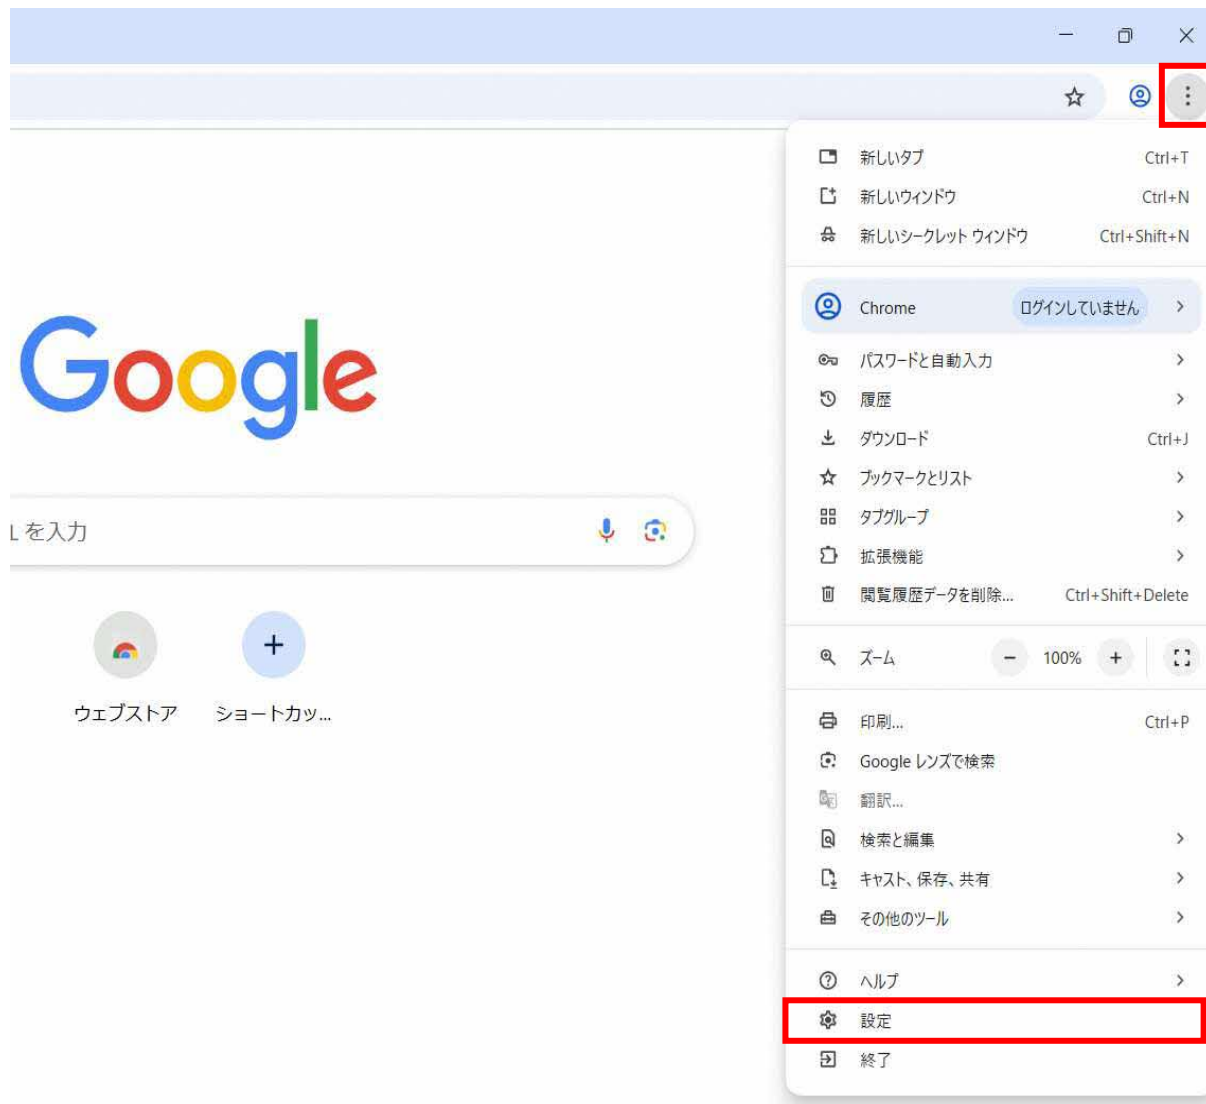 新しいタブ Ctrl+T
新しいウィンドウ Ctrl+N
新しいシークレット ウィンドウ Ctrl+Shift+N
Chrome ログインしていません
Google
パスワードと自動入力
履歴
ダウンロード Ctrl+J
ブックマークとリスト
タブグループ
L を入力
拡張機能
閲覧履歴データを削除... Ctrl+Shift+Delete
ズーム 100%
ウェブストア ショートカッ...
印刷... Ctrl+P
Google レンズで検索
翻訳...
検索と編集
キャスト、保存、共有
その他のツール
ヘルプ
設定
終了